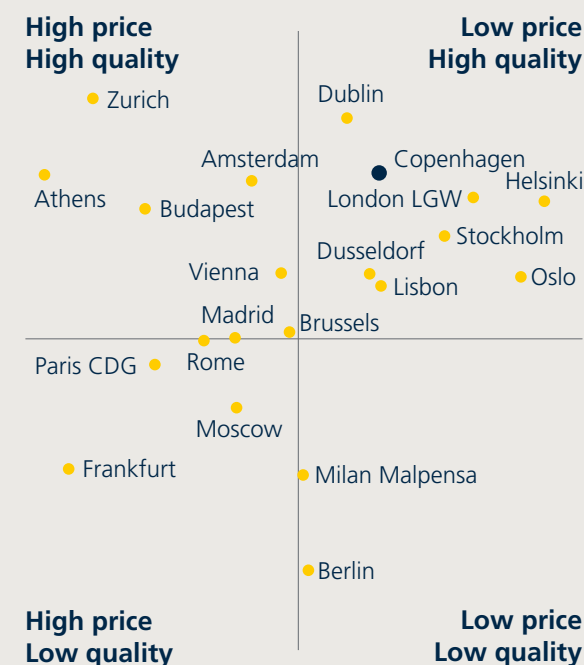 High price
High quality
Low price
High quality
Zurich
Dublin
Amsterdam
Copenhagen
Athens
Budapest
London LGW
Helsinki
Stockholm
Dusseldorf
Vienna
Lisbon
Oslo
Madrid
Brussels
Paris CDG
Rome
Moscow
Frankfurt
Milan Malpensa
Berlin
High price
Low quality
Low price
Low quality